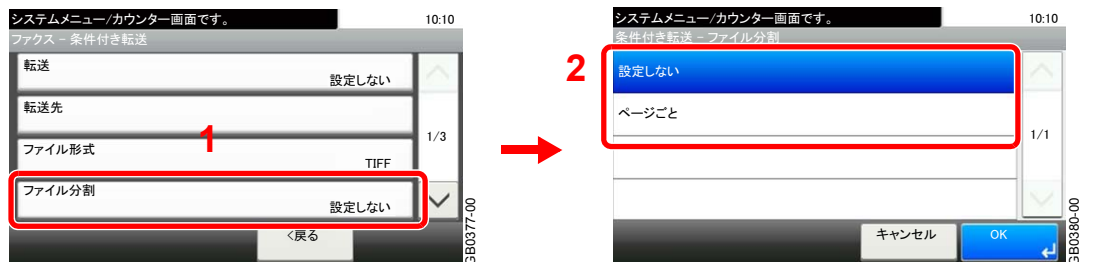 システムメニュー/カウンター画面です。
10:10
ファクス - 条件付き転送
転送
設定しない
転送先
1
1/3
ファイル形式
TIFF
ファイル分割
設定しない
<戻る
GB0377-00
システムメニュー/カウンター画面です。
10:10
条件付き転送 - ファイル分割
2
設定しない
ページごと
1/1
キャンセル
OK
GB0380-00